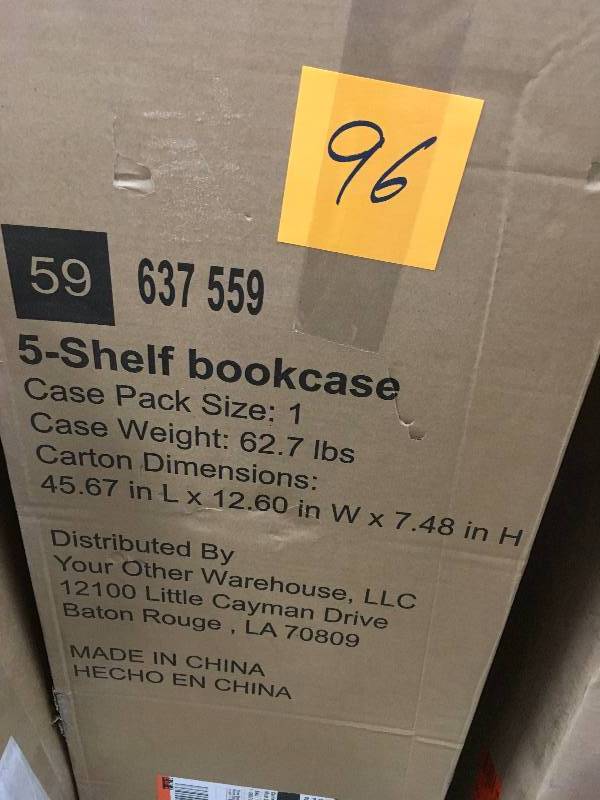 96
59 637 559
5-Shelf bookcase
Case Pack Size: 1
Case Weight: 62.7 lbs
Carton Dimensions:
45.67 in L x 12.60 in W x 7.48 in H
Distributed By
Your Other Warehouse, LLC
12100 Little Cayman Drive
Baton Rouge , LA 70809
MADE IN CHINA
HECHO EN CHINA